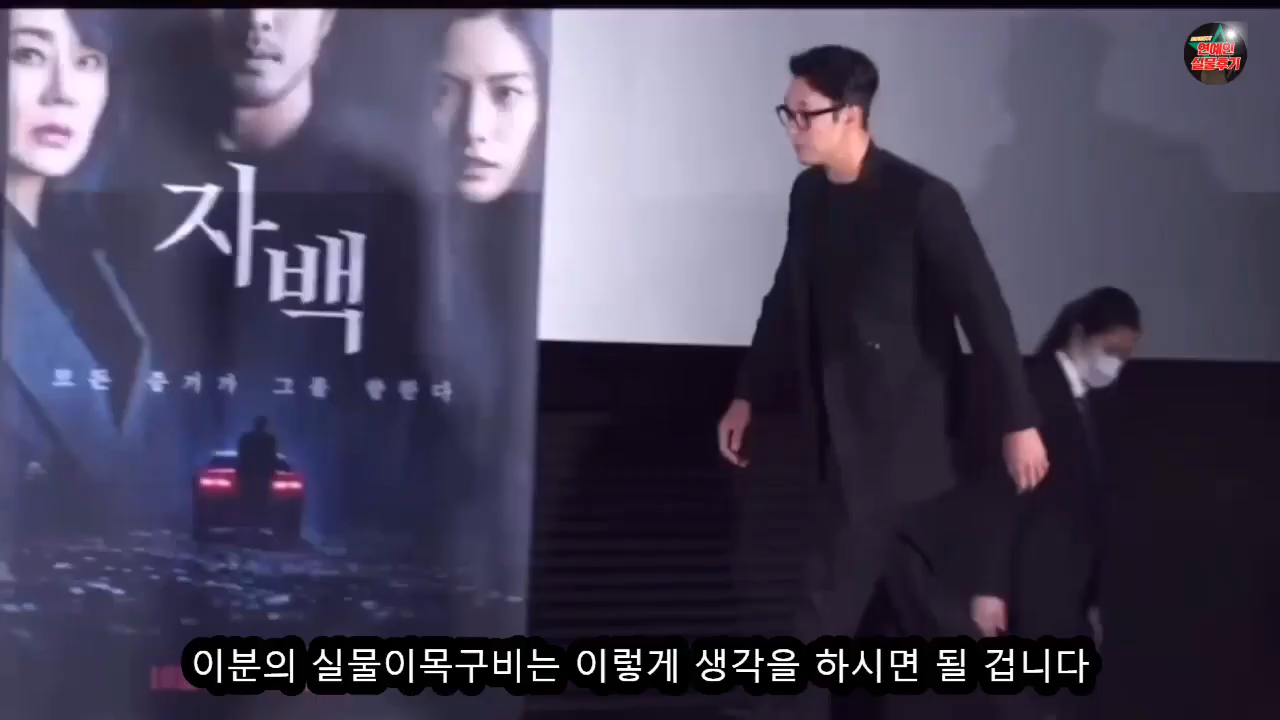 연예인
실물후기
자백
모든 증거가 그를 향한다
이분의 실물이목구비는 이렇게 생각을 하시면 될 겁니다